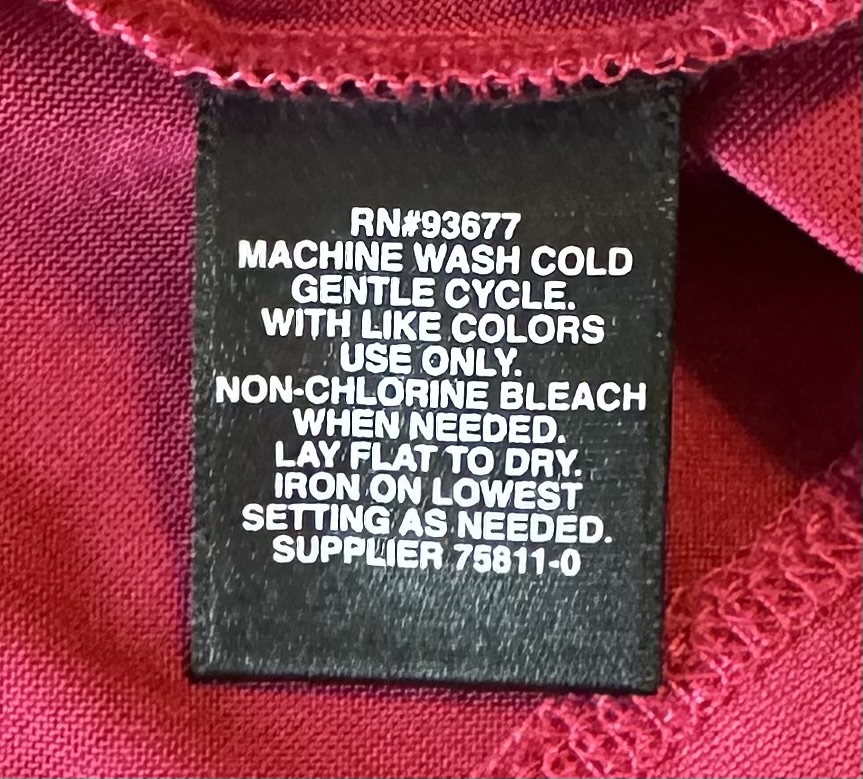 RN#93677
MACHINE WASH COLD
GENTLE CYCLE.
WITH LIKE COLORS
USE ONLY.
NON-CHLORINE BLEACH
WHEN NEEDED.
LAY FLAT TO DRY.
IRON ON LOWEST
SETTING AS NEEDED.
SUPPLIER 75811-0